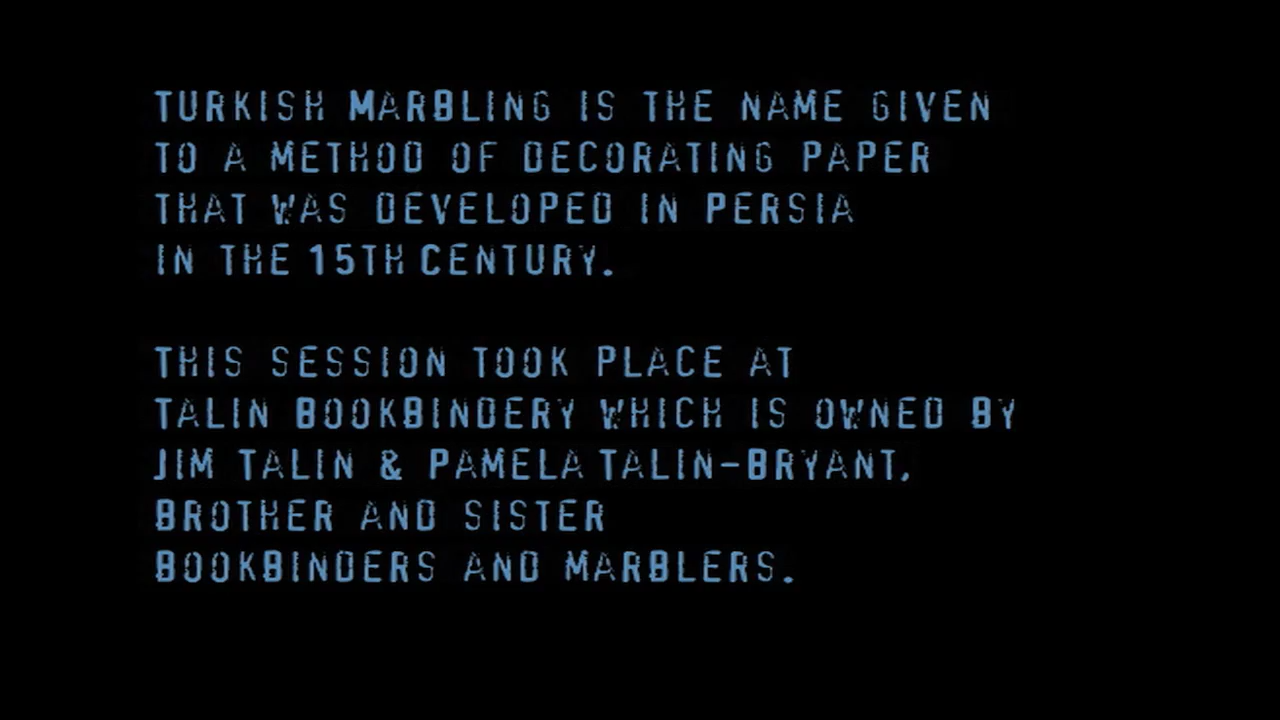 TURKISH MARBLING IS THE NAME GIVEN
TO A METHOD OF DECORATING PAPER
THAT WAS DEVELOPED IN PERSIA
IN THE 15TH CENTURY.
THIS SESSION TOOK PLACE AT
TALIN BOOKBINDERY WHICH IS OWNED BY
JIM TALIN & PAMELA TALIN-BRYANT,
BROTHER AND SISTER
BOOKBINDERS AND MARBLERS.